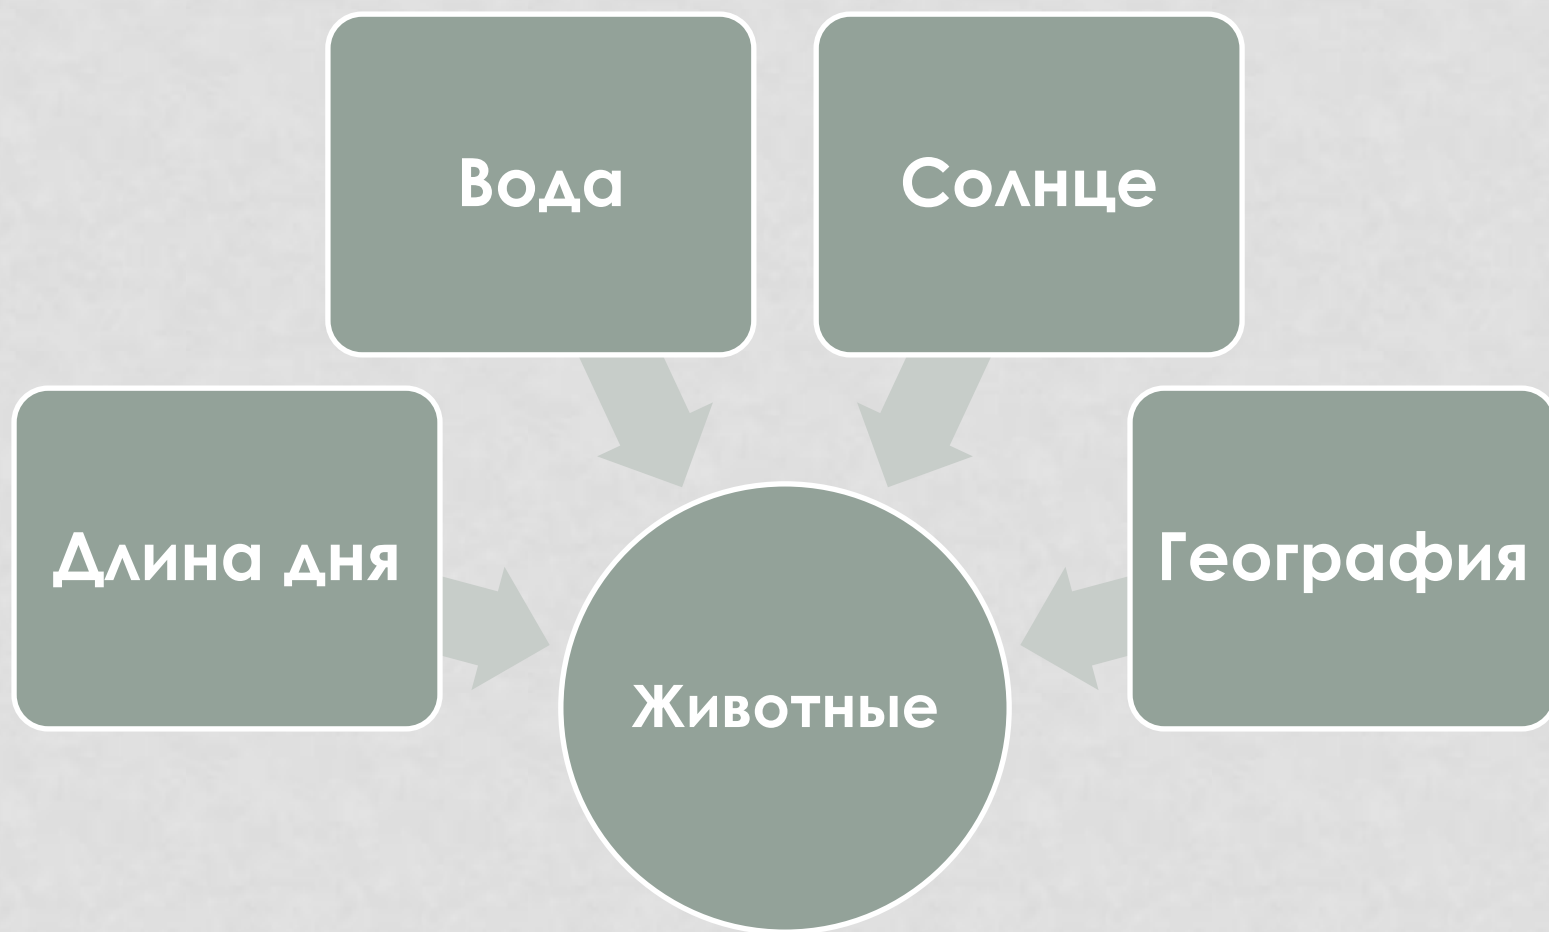 Вода
Солнце
Длина дня
География
Животные